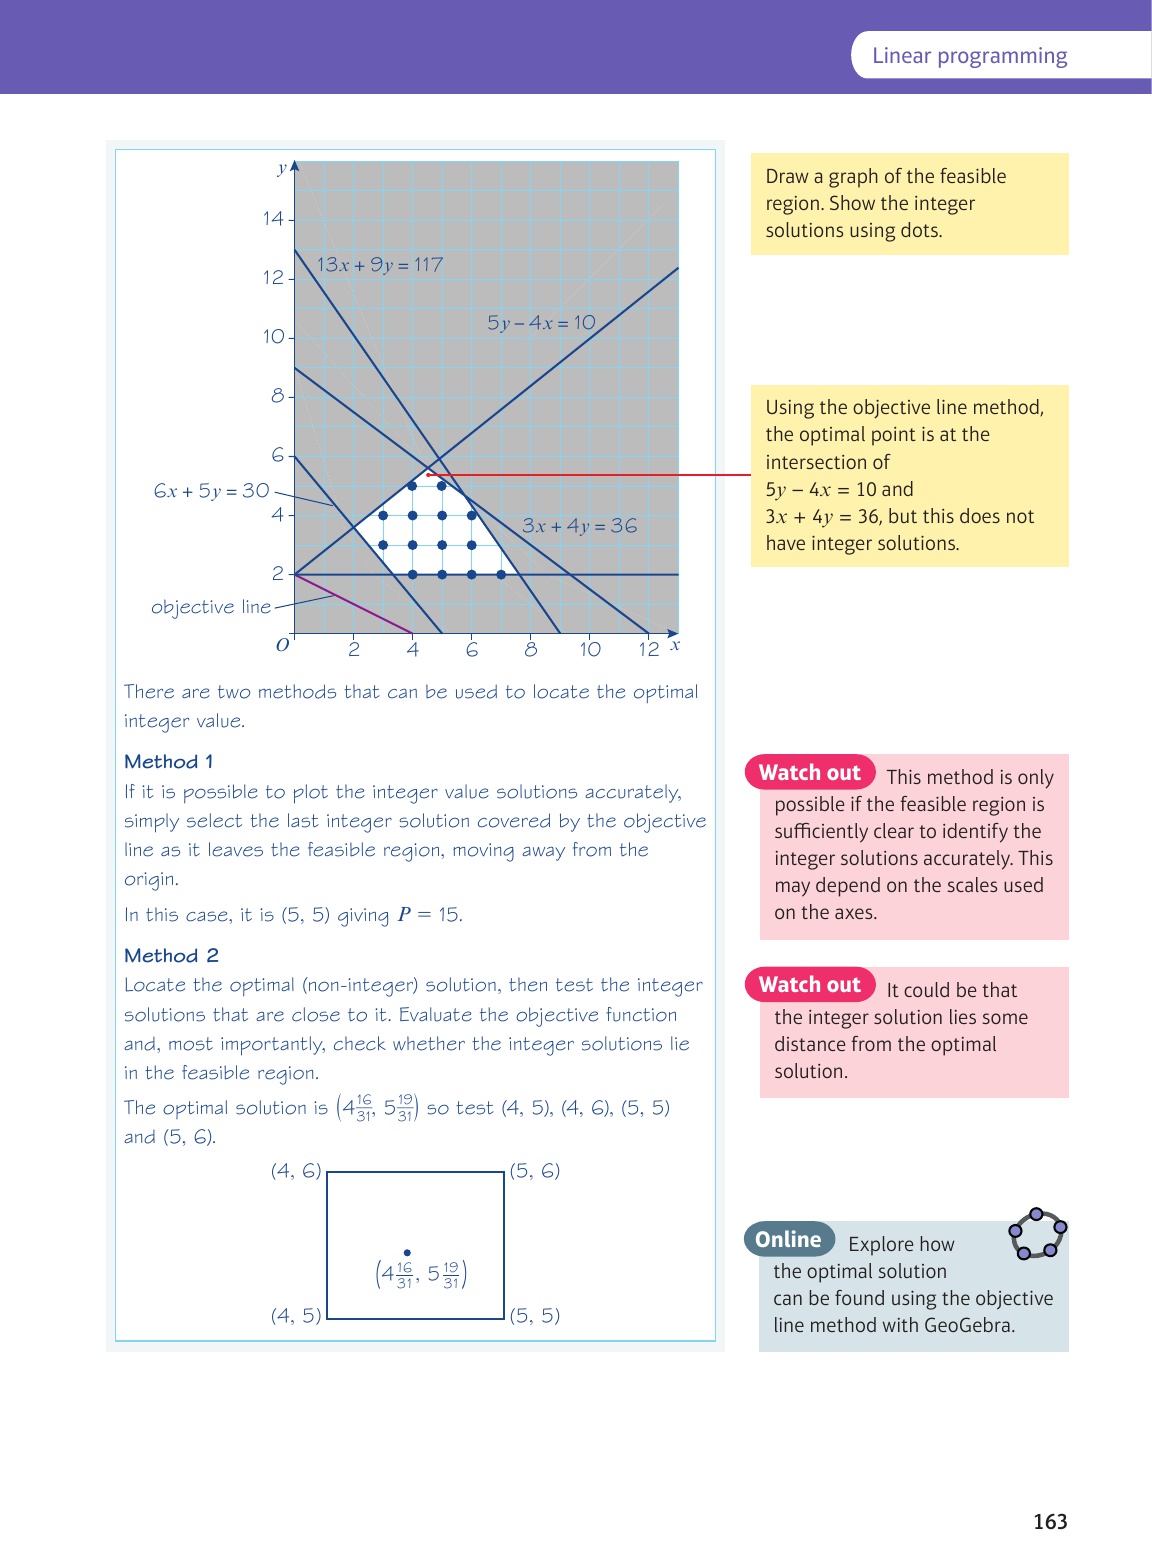 Linear programming
y
14
12
10
8
6
4
2
O
2 4 6 8 10 12 x
13x + 9y = 117
5y – 4x = 10
6x + 5y = 30
3x + 4y = 36
objective line
Draw a graph of the feasible
region. Show the integer
solutions using dots.
Using the objective line method,
the optimal point is at the
intersection of
5y − 4x = 10 and
3x + 4y = 36, but this does not
have integer solutions.
There are two methods that can be used to locate the optimal
integer value.
Method 1
If it is possible to plot the integer value solutions accurately,
simply select the last integer solution covered by the objective
line as it leaves the feasible region, moving away from the
origin.
In this case, it is (5, 5) giving P = 15.
Watch out This method is only
possible if the feasible region is
sufficiently clear to identify the
integer solutions accurately. This
may depend on the scales used
on the axes.
Method 2
Locate the optimal (non-integer) solution, then test the integer
solutions that are close to it. Evaluate the objective function
and, most importantly, check whether the integer solutions lie
in the feasible region.
The optimal solution is (4 16/31, 5 19/31) so test (4, 5), (4, 6), (5, 5)
and (5, 6).
Watch out It could be that
the integer solution lies some
distance from the optimal
solution.
(4, 6) (5, 6)
(4 16/31, 5 19/31)
(4, 5) (5, 5)
Online Explore how
the optimal solution
can be found using the objective
line method with GeoGebra.
163